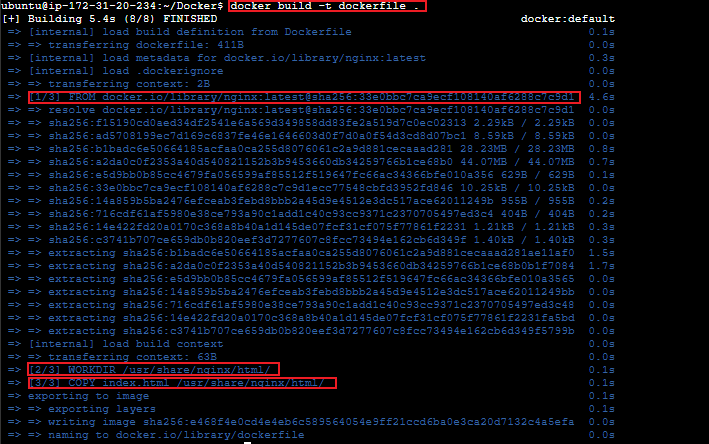 ubuntu@ip-172-31-20-234:~/Docker$ docker build -t dockerfile .
[+] Building 5.4s (8/8) FINISHED docker:default
=> [internal] load build definition from Dockerfile 0.1s
=> => transferring dockerfile: 411B 0.0s
=> [internal] load metadata for docker.io/library/nginx:latest 0.3s
=> [internal] load .dockerignore 0.0s
=> => transferring context: 2B 0.0s
=> [1/3] FROM docker.io/library/nginx:latest@sha256:33e0bbc7ca9ecf108140af6288c7c9d1 4.6s
=> => resolve docker.io/library/nginx:latest@sha256:33e0bbc7ca9ecf108140af6288c7c9d1 0.0s
=> => sha256:f15190cd0aed34df2541e6a569d349858dd83fe2a519d7c0ec02313 2.29kB / 2.29kB 0.0s
=> => sha256:ad5708199ec7d169c6837fe46e1646603d0f7d0a0f54d3cd8d07bc1 8.59kB / 8.59kB 0.0s
=> => sha256:b1badc6e50664185acfaa0ca255d8076061c2a9d881cecaaad281 28.23MB / 28.23MB 0.8s
=> => sha256:a2da0c0f2353a40d540821152b3b9453660db34259766b1ce68b0 44.07MB / 44.07MB 0.7s
=> => sha256:e5d9bb0b85cc4679fa056599af85512f519647fc66ac34366bfe010a356 629B / 629B 0.1s
=> => sha256:33e0bbc7ca9ecf108140af6288c7c9d1ecc77548cbfd3952fd846 10.25kB / 10.25kB 0.0s
=> => sha256:14a859b5ba2476efceab3febd8bbb2a45d9e4512e3dc517ace62011249b 955B / 955B 0.2s
=> => sha256:716cdf61af5980e38ce793a90c1add1c40c93cc9371c2370705497ed3c4 404B / 404B 0.2s
=> => sha256:14e422fd20a0170c368a8b40a1d145de07fcf31cf075f77861f2231 1.21kB / 1.21kB 0.3s
=> => sha256:c3741b707ce659db0b820eef3d7277607c8fcc73494e162cb6d349f 1.40kB / 1.40kB 0.3s
=> => extracting sha256:b1badc6e50664185acfaa0ca255d8076061c2a9d881cecaaad281ae11af0 1.5s
=> => extracting sha256:a2da0c0f2353a40d540821152b3b9453660db34259766b1ce68b0b1f7084 1.7s
=> => extracting sha256:e5d9bb0b85cc4679fa056599af85512f519647fc66ac34366bfe010a3565 0.0s
=> => extracting sha256:14a859b5ba2476efceab3febd8bbb2a45d9e4512e3dc517ace62011249bb 0.0s
=> => extracting sha256:716cdf61af5980e38ce793a90c1add1c40c93cc9371c2370705497ed3c48 0.0s
=> => extracting sha256:14e422fd20a0170c368a8b40a1d145de07fcf31cf075f77861f2231fa5bd 0.0s
=> => extracting sha256:c3741b707ce659db0b820eef3d7277607c8fcc73494e162cb6d349f5799b 0.0s
=> [internal] load build context 0.0s
=> => transferring context: 63B 0.0s
=> [2/3] WORKDIR /usr/share/nginx/html/ 0.1s
=> [3/3] COPY index.html /usr/share/nginx/html/ 0.1s
=> exporting to image 0.1s
=> => exporting layers 0.1s
=> => writing image sha256:e468f4e0cd4e4eb6c589564054e9ff21ccd6ba0e3ca20d7132c4a5efa 0.0s
=> => naming to docker.io/library/dockerfile 0.0s